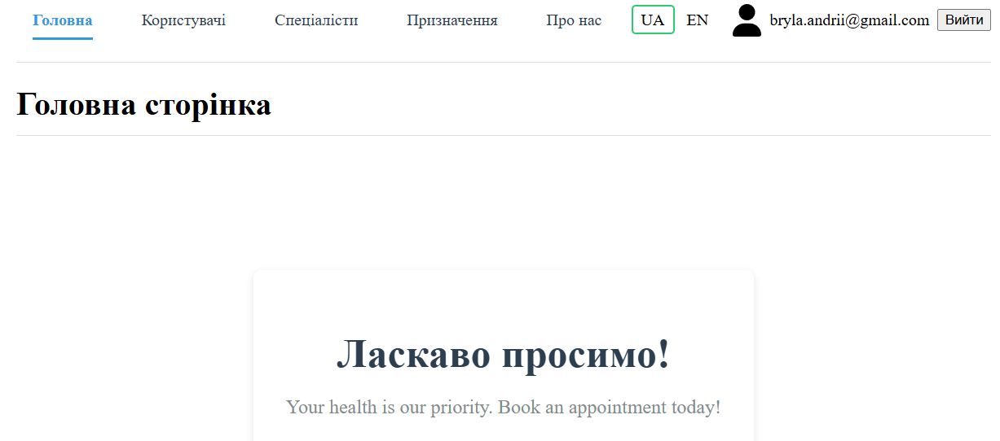 Головна Користувачі Спеціалісти Призначення Про нас UA EN bryla.andrii@gmail.com Вийти
Головна сторінка
Ласкаво просимо!
Your health is our priority. Book an appointment today!